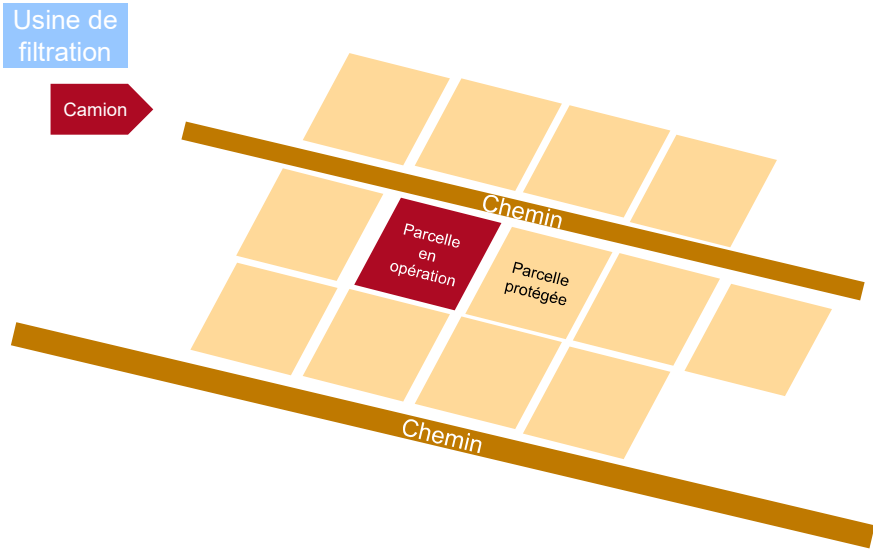 Usine de
filtration
Camion
Chemin
Parcelle
en
opération
Parcelle
protégée
Chemin